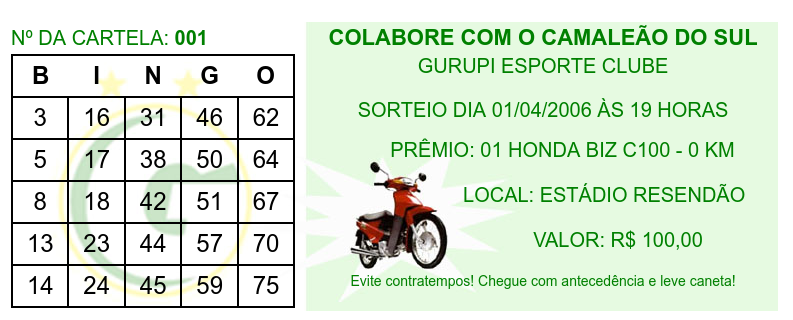 Nº DA CARTELA: 001
B I N G O
3 16 31 46 62
5 17 38 50 64
8 18 42 51 67
13 23 44 57 70
14 24 45 59 75
COLABORE COM O CAMALEÃO DO SUL
GURUPI ESPORTE CLUBE
SORTEIO DIA 01/04/2006 ÀS 19 HORAS
PRÊMIO: 01 HONDA BIZ C100 - 0 KM
LOCAL: ESTÁDIO RESENDÃO
VALOR: R$ 100,00
Evite contratempos! Chegue com antecedência e leve caneta!